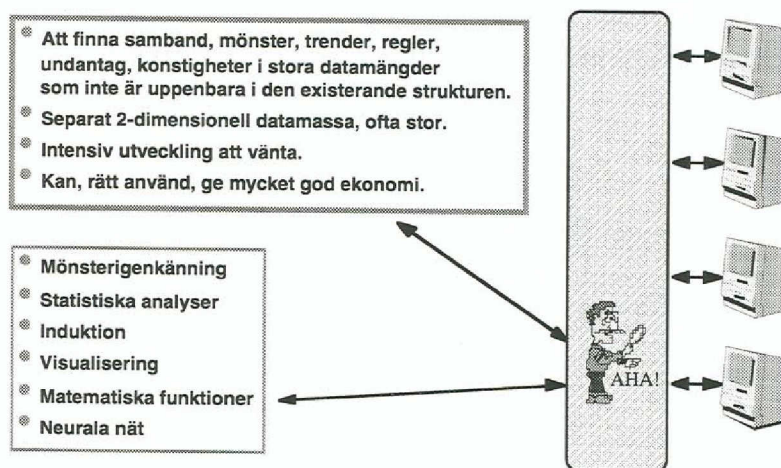 Att finna samband, mönster, trender, regler,
undantag, konstigheter i stora datamängder
som inte är uppenbara i den existerande strukturen.
Separat 2-dimensionell datamassa, ofta stor.
Intensiv utveckling att vänta.
Kan, rätt använd, ge mycket god ekonomi.
Mönsterigenkänning
Statistiska analyser
Induktion
Visualisering
Matematiska funktioner
Neurala nät
AHA!